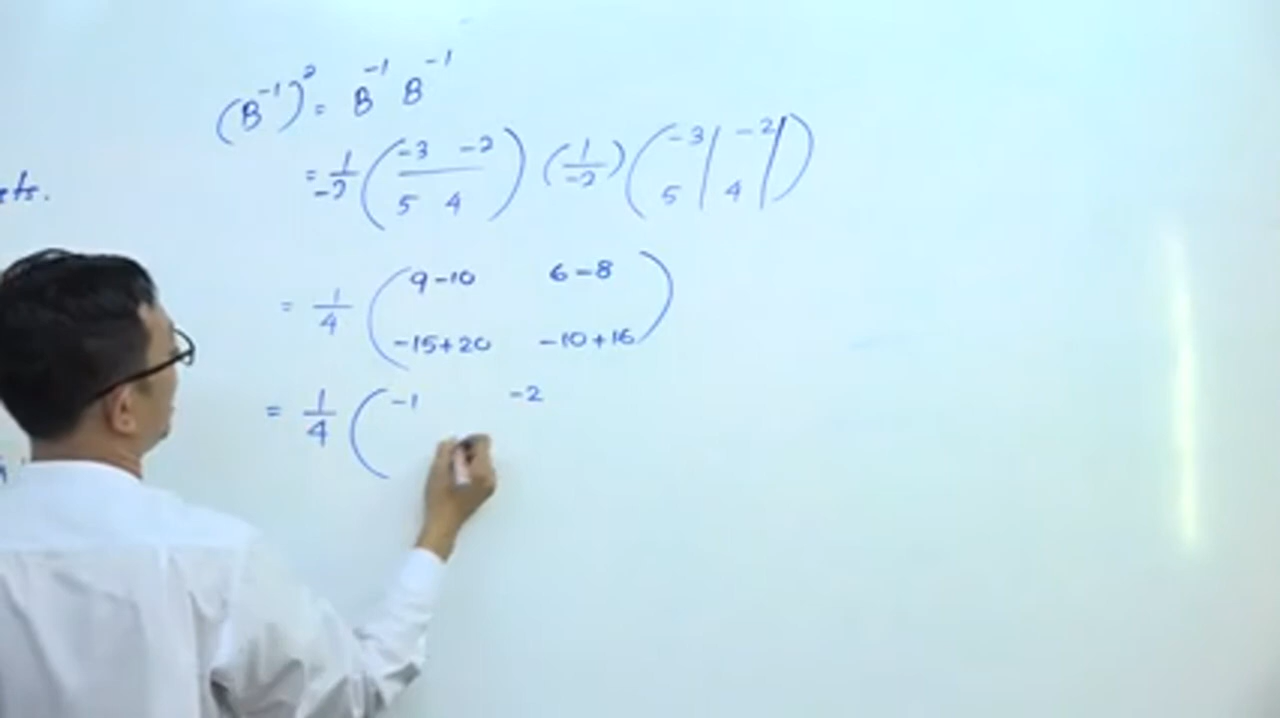 (B⁻¹)² = B⁻¹ B⁻¹
= 1/-2 ( -3 -2
5 4 ) (1/-2) ( -3 | -2 |
5 | 4 | )
= 1/4 ( 9-10 6-8
-15+20 -10+16 )
= 1/4 ( -1 -2